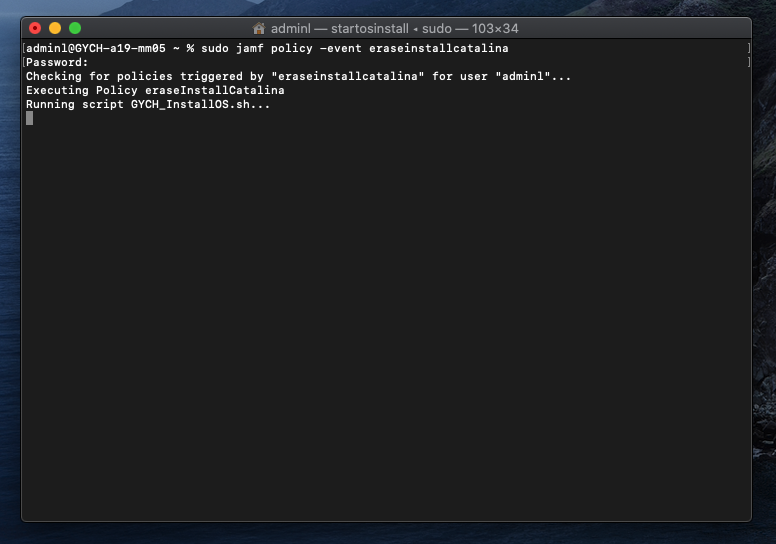 adminl — startosinstall ◂ sudo — 103×34
[adminl@GYCH-a19-mm05 ~ % sudo jamf policy -event eraseinstallcatalina ]
[Password: ]
Checking for policies triggered by "eraseinstallcatalina" for user "adminl"...
Executing Policy eraseInstallCatalina
Running script GYCH_InstallOS.sh...